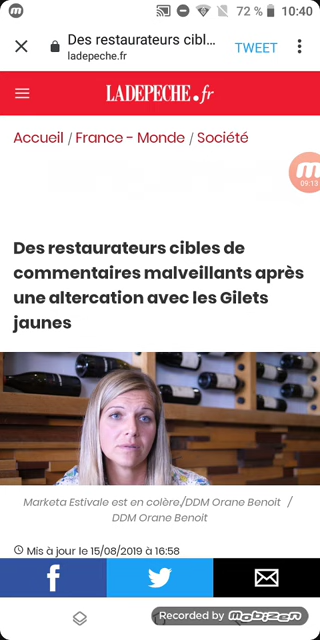 72 % 10:40
Des restaurateurs cibl...
TWEET
ladepeche.fr
LADEPECHE.fr
Accueil / France - Monde / Société
09:13
Des restaurateurs cibles de
commentaires malveillants après
une altercation avec les Gilets
jaunes
Marketa Estivale est en colère./DDM Orane Benoit /
DDM Orane Benoit
Mis à jour le 15/08/2019 à 16:58
Recorded by mobizen